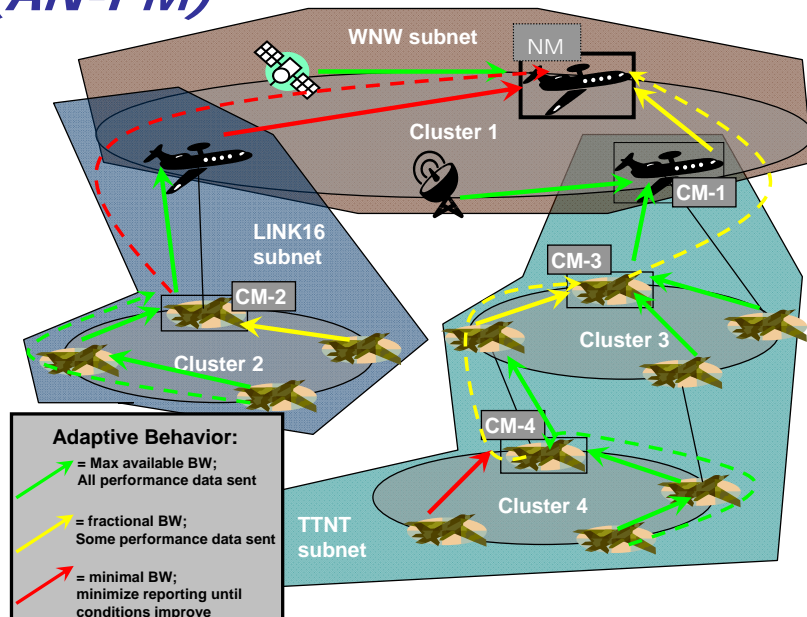 (AN-PM)
WNW subnet
NM
Cluster 1
CM-1
LINK16
subnet
CM-3
CM-2
Cluster 2
Cluster 3
CM-4
Cluster 4
TTNT
subnet
Adaptive Behavior:
= Max available BW;
All performance data sent
= fractional BW;
Some performance data sent
= minimal BW;
minimize reporting until
conditions improve